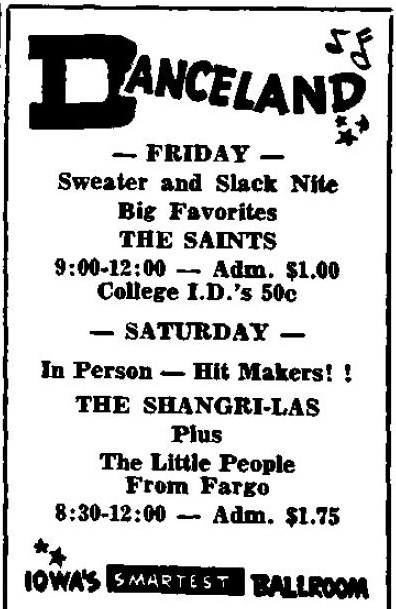 DANCELAND
— FRIDAY —
Sweater and Slack Nite
Big Favorites
THE SAINTS
9:00-12:00 — Adm. $1.00
College I.D.'s 50c
— SATURDAY —
In Person — Hit Makers! !
THE SHANGRI-LAS
Plus
The Little People
From Fargo
8:30-12:00 — Adm. $1.75
IOWA'S SMARTEST BALLROOM